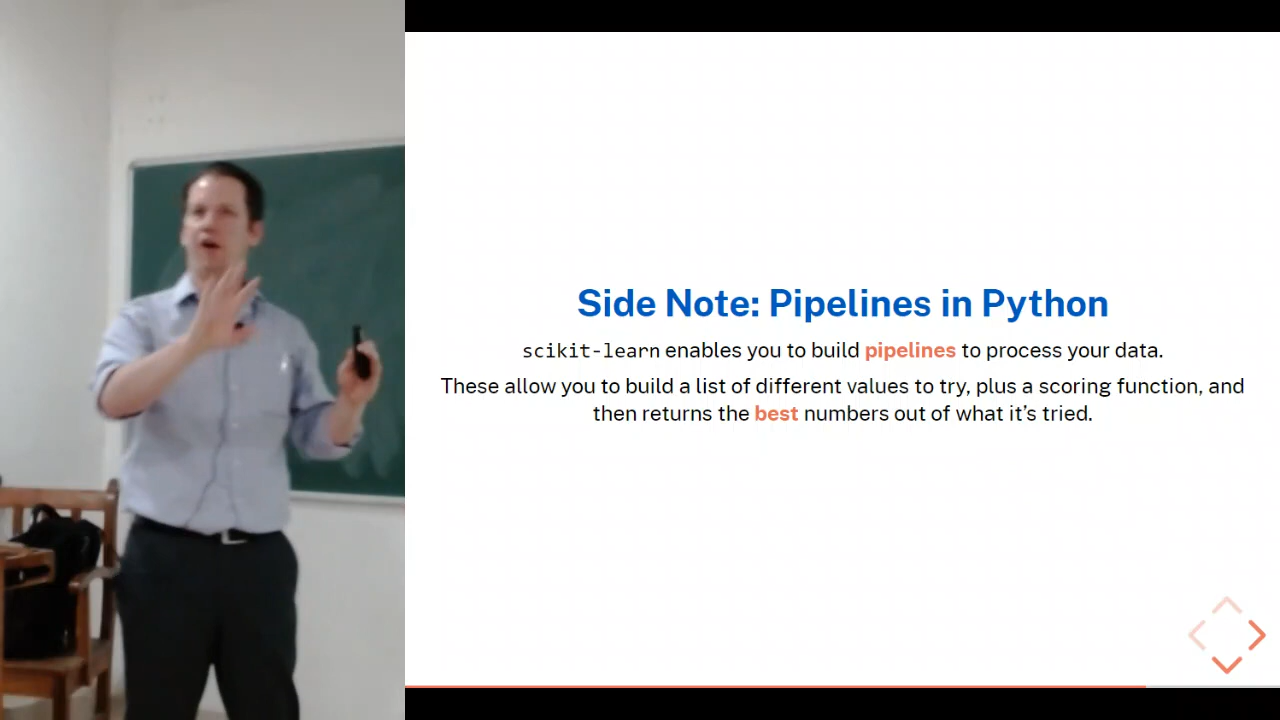 Side Note: Pipelines in Python
scikit-learn enables you to build pipelines to process your data.
These allow you to build a list of different values to try, plus a scoring function, and
then returns the best numbers out of what it’s tried.